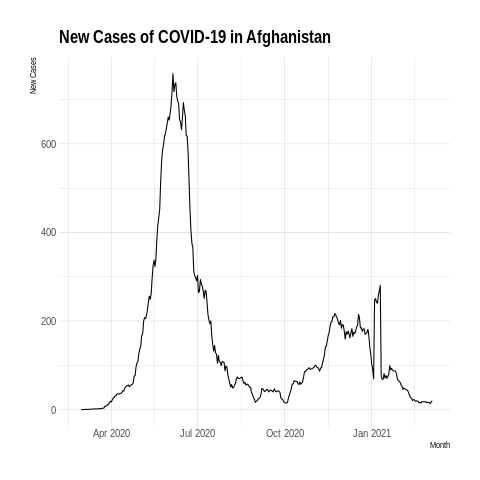 New Cases of COVID-19 in Afghanistan
New Cases
600
400
200
0
Apr 2020 Jul 2020 Oct 2020 Jan 2021
Month